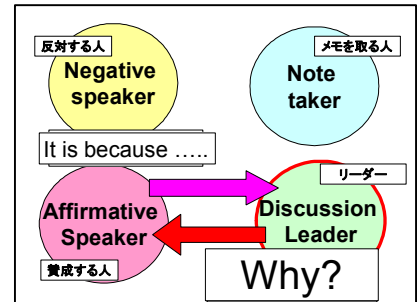 反対する人
Negative
speaker
メモを取る人
Note
taker
It is because …..
リーダー
Affirmative
Speaker
賛成する人
Discussion
Leader
Why?